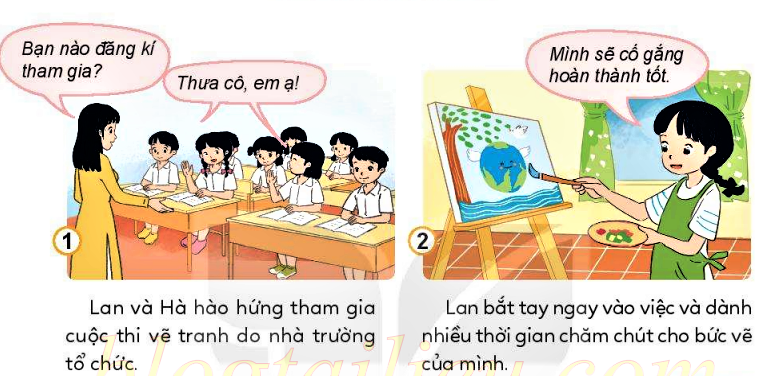 Bạn nào đăng kí
tham gia?
Thưa cô, em ạ!
1
Lan và Hà hào hứng tham gia
cuộc thi vẽ tranh do nhà trường
tổ chức.
Mình sẽ cố gắng
hoàn thành tốt.
2
Lan bắt tay ngay vào việc và dành
nhiều thời gian chăm chút cho bức vẽ
của mình.